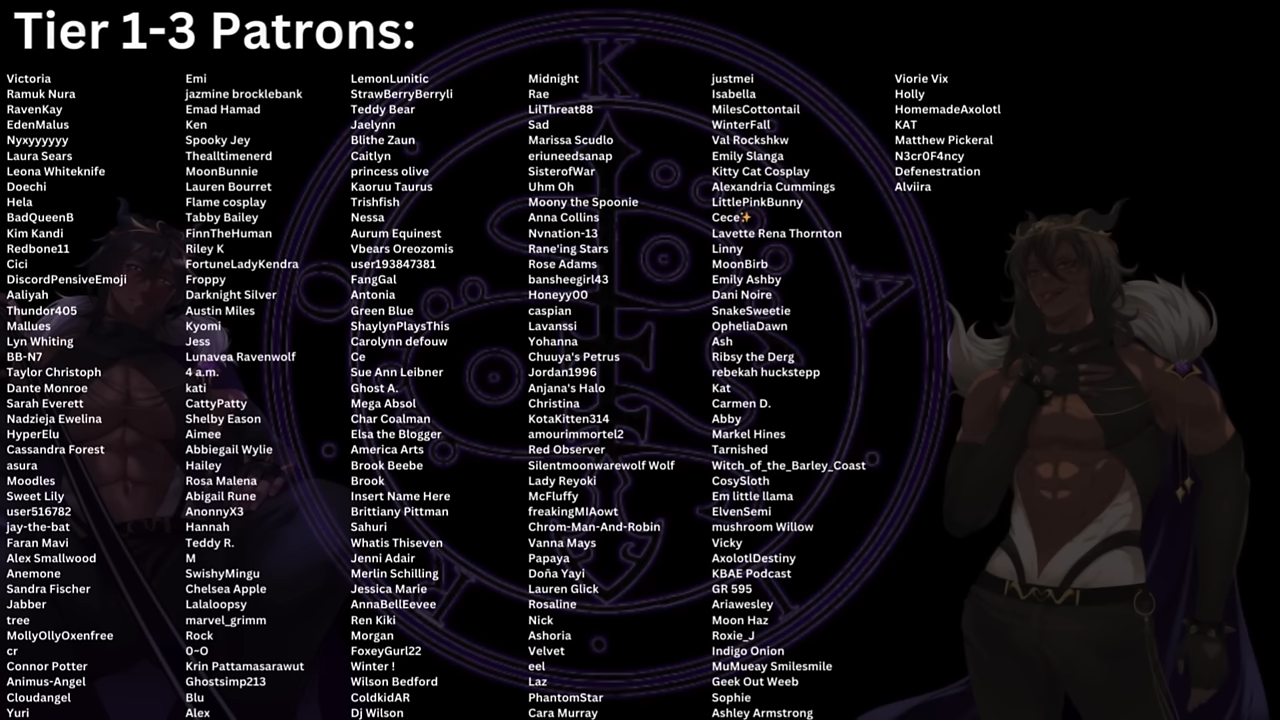 Tier 1-3 Patrons:
Victoria
Ramuk Nura
RavenKay
EdenMalus
Nyxyyyyyy
Laura Sears
Leona Whiteknife
Doechi
Hela
BadQueenB
Kim Kandi
Redbone11
Cici
DiscordPensiveEmoji
Aaliyah
Thundor405
Mallues
Lyn Whiting
BB-N7
Taylor Christoph
Dante Monroe
Sarah Everett
Nadzieja Ewelina
HyperElu
Cassandra Forest
asura
Moodles
Sweet Lily
user516782
jay-the-bat
Faran Mavi
Alex Smallwood
Anemone
Sandra Fischer
Jabber
tree
MollyOllyOxenfree
cr
Connor Potter
Animus-Angel
Cloudangel
Yuri
Emi
jazmine brocklebank
Emad Hamad
Ken
Spooky Jey
Thealltimenerd
MoonBunnie
Lauren Bourret
Flame cosplay
Tabby Bailey
FinnTheHuman
Riley K
FortuneLadyKendra
Froppy
Darknight Silver
Austin Miles
Kyomi
Jess
Lunavea Ravenwolf
4 a.m.
kati
CattyPatty
Shelby Eason
Aimee
Abbiegail Wylie
Hailey
Rosa Malena
Abigail Rune
AnonnyX3
Hannah
Teddy R.
M
SwishyMingu
Chelsea Apple
Lalaloopsy
marvel_grimm
Rock
0-O
Krin Pattamasarawut
Ghostsimp213
Blu
Alex
LemonLunitic
StrawBerryBerryli
Teddy Bear
Jaelynn
Blithe Zaun
Caitlyn
princess olive
Kaoruu Taurus
Trishfish
Nessa
Aurum Equinest
Vbears Oreozomis
user193847381
FangGal
Antonia
Green Blue
ShaylynPlaysThis
Carolynn defouw
Ce
Sue Ann Leibner
Ghost A.
Mega Absol
Char Coalman
Elsa the Blogger
America Arts
Brook Beebe
Brook
Insert Name Here
Brittiany Pittman
Sahuri
Whatis Thiseven
Jenni Adair
Merlin Schilling
Jessica Marie
AnnaBellEevee
Ren Kiki
Morgan
FoxeyGurl22
Winter !
Wilson Bedford
ColdkidAR
Dj Wilson
Midnight
Rae
LilThreat88
Sad
Marissa Scudlo
eriuneedsanap
SisterofWar
Uhm Oh
Moony the Spoonie
Anna Collins
Nvnation-13
Rane'ing Stars
Rose Adams
bansheegirl43
Honeyy00
caspian
Lavanssi
Yohanna
Chuuya's Petrus
Jordan1996
Anjana's Halo
Christina
KotaKitten314
amourimmortel2
Red Observer
Silentmoonwarewolf Wolf
Lady Reyoki
McFluffy
freakingMIAowt
Chrom-Man-And-Robin
Vanna Mays
Papaya
Doña Yayi
Lauren Glick
Rosaline
Nick
Ashoria
Velvet
eel
Laz
PhantomStar
Cara Murray
justmei
Isabella
MilesCottontail
WinterFall
Val Rockshkw
Emily Slanga
Kitty Cat Cosplay
Alexandria Cummings
LittlePinkBunny
Cece✨
Lavette Rena Thornton
Linny
MoonBirb
Emily Ashby
Dani Noire
SnakeSweetie
OpheliaDawn
Ash
Ribsy the Derg
rebekah huckstepp
Kat
Carmen D.
Abby
Markel Hines
Tarnished
Witch_of_the_Barley_Coast
CosySloth
Em little llama
ElvenSemi
mushroom Willow
Vicky
AxolotlDestiny
KBAE Podcast
GR 595
Ariawesley
Moon Haz
Roxie_J
Indigo Onion
MuMueay Smilesmile
Geek Out Weeb
Sophie
Ashley Armstrong
Viorie Vix
Holly
HomemadeAxolotl
KAT
Matthew Pickeral
N3cr0F4ncy
Defenestration
Alviira